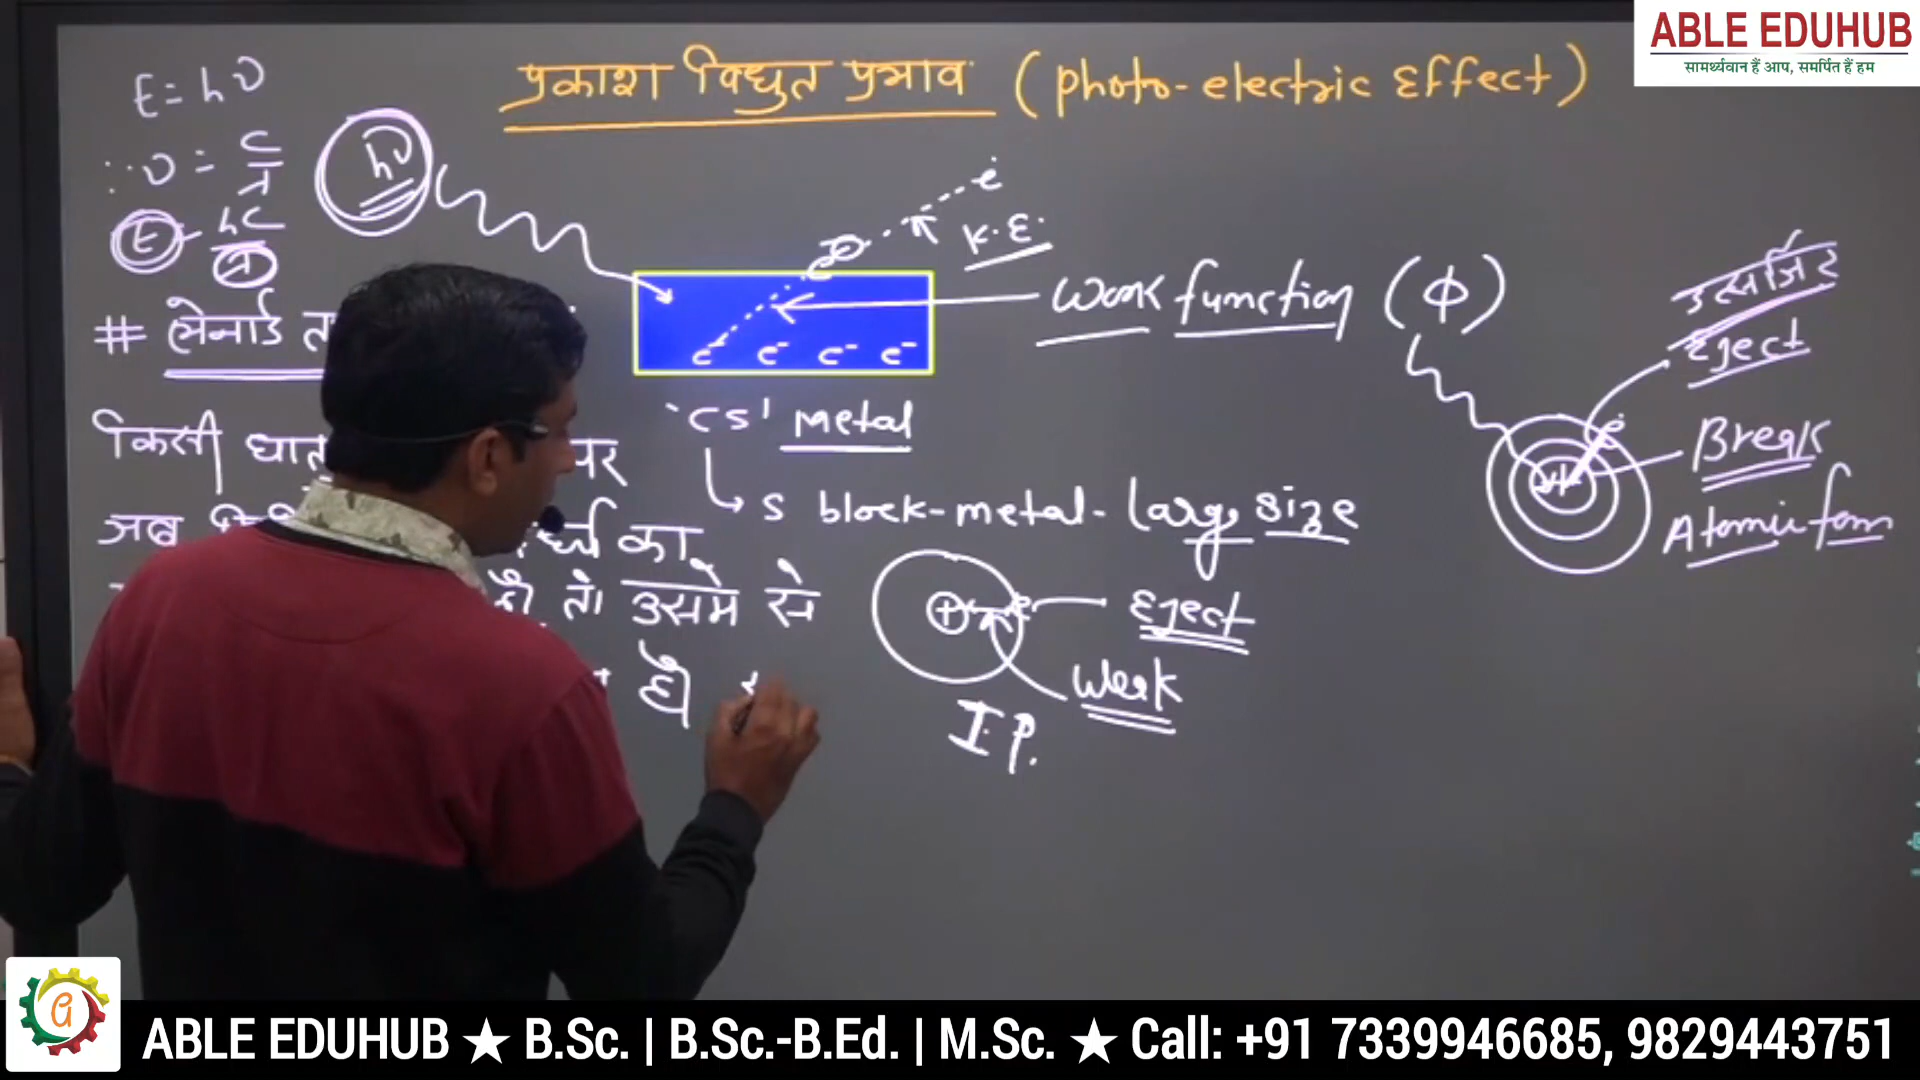 ABLE EDUHUB
सामर्थ्यवान हैं आप, समर्पित हैं हम
प्रकाश विधुत प्रभाव (Photo-electric Effect)
E = hν
∴ ν = c/λ
E = hc/λ
hν
e
K.E.
Work function (ϕ)
e⁻ e⁻ e⁻ e⁻
# लेनार्ड
'Cs' metal
किसी पर
S block-metal-large size
जब का
तो उसमे से
है
Eject
Weak
I.P.
उत्सर्जित
Eject
Break
Atomic form
ABLE EDUHUB ★ B.Sc. | B.Sc.-B.Ed. | M.Sc. ★ Call: +91 7339946685, 9829443751